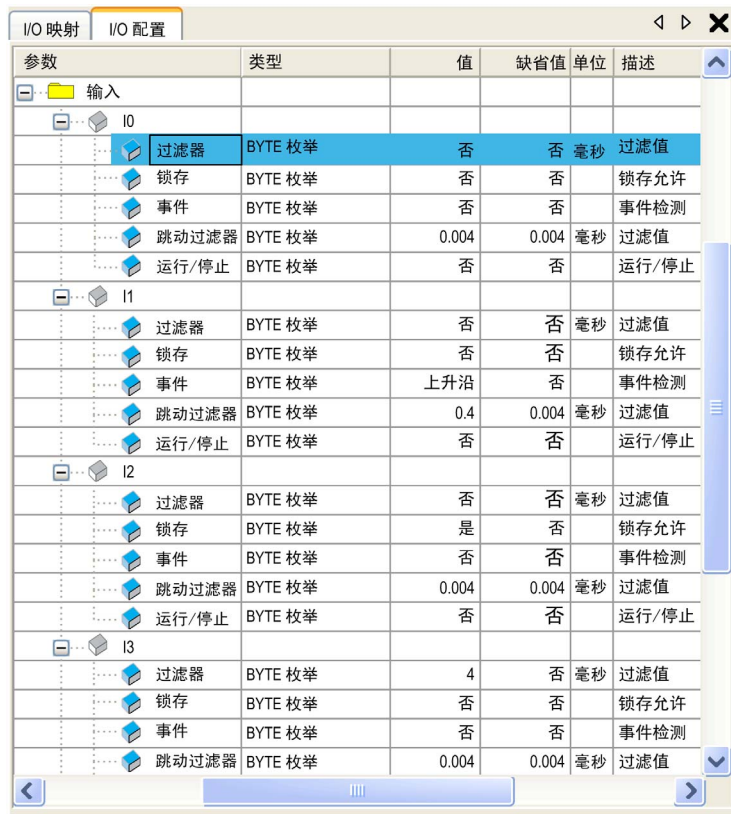 I/O 映射 I/O 配置
参数 类型 值 缺省值 单位 描述
输入
I0
过滤器 BYTE 枚举 否 否 毫秒 过滤值
锁存 BYTE 枚举 否 否 锁存允许
事件 BYTE 枚举 否 否 事件检测
跳动过滤器 BYTE 枚举 0.004 0.004 毫秒 过滤值
运行/停止 BYTE 枚举 否 否 运行/停止
I1
过滤器 BYTE 枚举 否 否 毫秒 过滤值
锁存 BYTE 枚举 否 否 锁存允许
事件 BYTE 枚举 上升沿 否 事件检测
跳动过滤器 BYTE 枚举 0.4 0.004 毫秒 过滤值
运行/停止 BYTE 枚举 否 否 运行/停止
I2
过滤器 BYTE 枚举 否 否 毫秒 过滤值
锁存 BYTE 枚举 是 否 锁存允许
事件 BYTE 枚举 否 否 事件检测
跳动过滤器 BYTE 枚举 0.004 0.004 毫秒 过滤值
运行/停止 BYTE 枚举 否 否 运行/停止
I3
过滤器 BYTE 枚举 4 否 毫秒 过滤值
锁存 BYTE 枚举 否 否 锁存允许
事件 BYTE 枚举 否 否 事件检测
跳动过滤器 BYTE 枚举 0.004 0.004 毫秒 过滤值